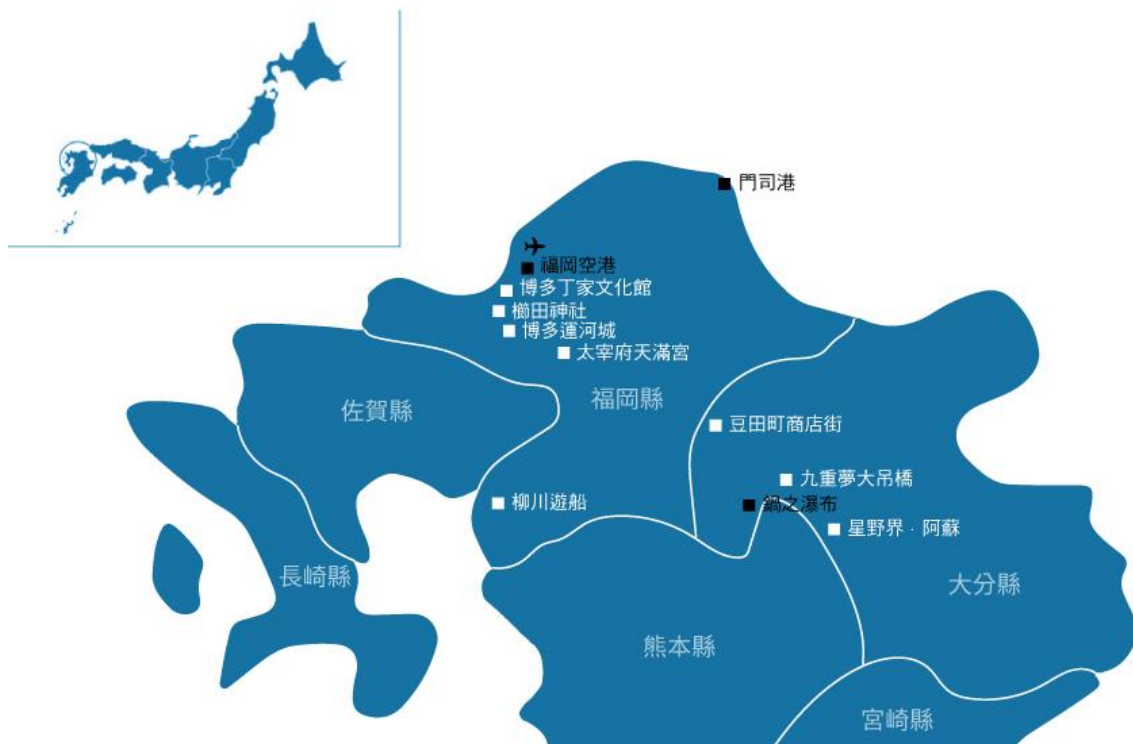 門司港
福岡空港
博多丁家文化館
櫛田神社
博多運河城
太宰府天滿宮
福岡縣
佐賀縣
豆田町商店街
九重夢大吊橋
柳川遊船
鍋之瀑布
星野界．阿蘇
長崎縣
大分縣
熊本縣
宮崎縣